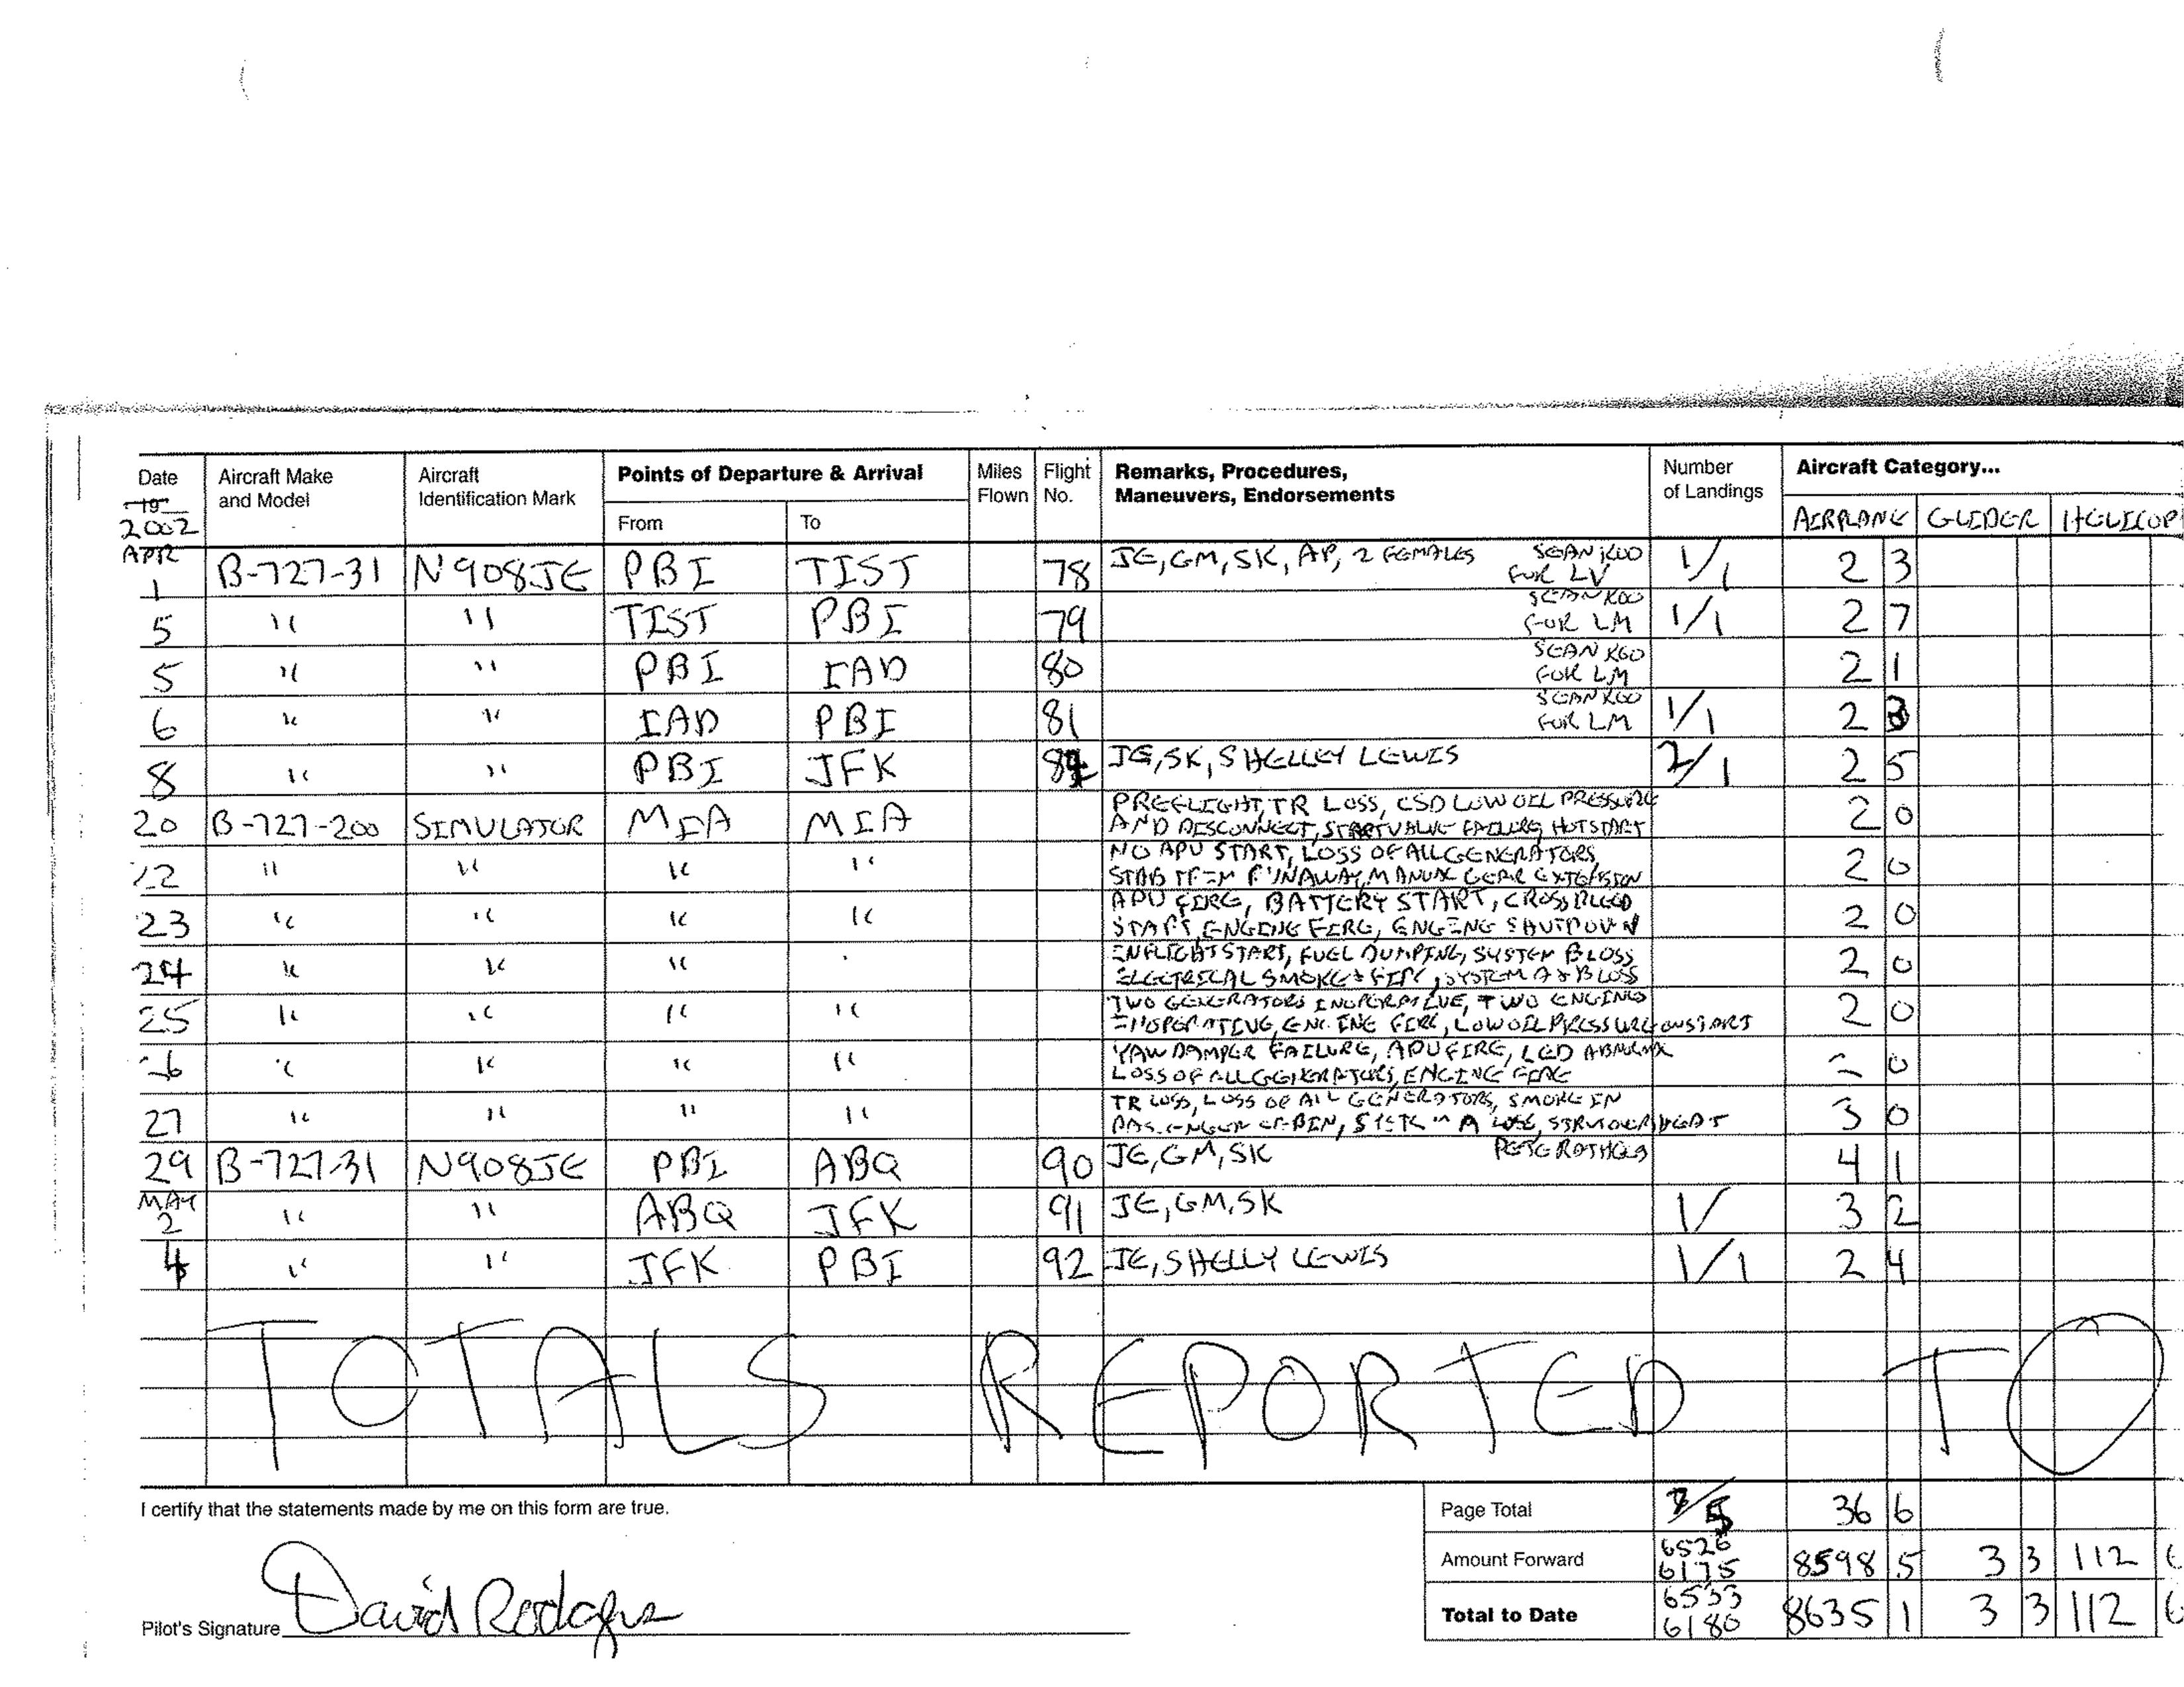 Date Aircraft Make Aircraft Points of Departure & Arrival Miles Flight Remarks, Procedures, Number Aircraft Category...
19 and Model Identification Mark Flown No. Maneuvers, Endorsements of Landings
2002 From To AIRPLANE GLIDER HELICOP
APR
1 B-727-31 N908JE PBI TIST 78 JE, GM, SK, AP, 2 FEMALES SEAN KOO FOR LV 1/1 2 3
5 " " TIST PBI 79 SEAN KOO FOR LM 1/1 2 7
5 " " PBI IAD 80 SEAN KOO FOR LM 2 1
6 " " IAD PBI 81 SEAN KOO FOR LM 1/1 2 3
8 " " PBI JFK JE, SK, SHELLEY LEWIS 2/1 2 5
PREFLIGHT, TR LOSS, CSD LOW OIL PRESSURE
20 B-727-200 SIMULATOR MIA MIA AND DISCONNECT, START VALVE FAILURE, HOTSTART 2 0
NO APU START, LOSS OF ALL GENERATORS,
22 " " " " STAB TRIM RUNAWAY, MANUAL GEAR EXTENSION 2 0
APU FIRE, BATTERY START, CROSS BLEED
23 " " " " START, ENGINE FIRE, ENGINE SHUTDOWN 2 0
INFLIGHT START, FUEL DUMPING, SYSTEM B LOSS
24 " " " ELECTRICAL SMOKE & FIRE, SYSTEM A & B LOSS 2 0
TWO GENERATORS INOPERATIVE, TWO ENGINES
25 " " " " INOPERATIVE, ENGINE FIRE, LOW OIL PRESSURE ON START 2 0
YAW DAMPER FAILURE, APU FIRE, LED
26 " " " " LOSS OF ALL GENERATORS, ENGINE FIRE 2 0
TR LOSS, LOSS OF ALL GENERATORS, SMOKE IN
27 " " " " PASSENGER CABIN, SYSTEM A LOSS, 3 0
29 B-727-31 N908JE PBI ABQ 90 JE, GM, SK PETE 4 1
MAY
2 " " ABQ JFK 91 JE, GM, SK 1/ 3 2
4 " " JFK PBI 92 JE, SHELLY LEWIS 1/1 2 4
TOTALS REPORTED TO
I certify that the statements made by me on this form are true. Page Total 7/5 36 6
Amount Forward 6526 6175 8598 5 3 3 112
Pilot's Signature David Rodgers Total to Date 6533 6180 8635 1 3 3 112